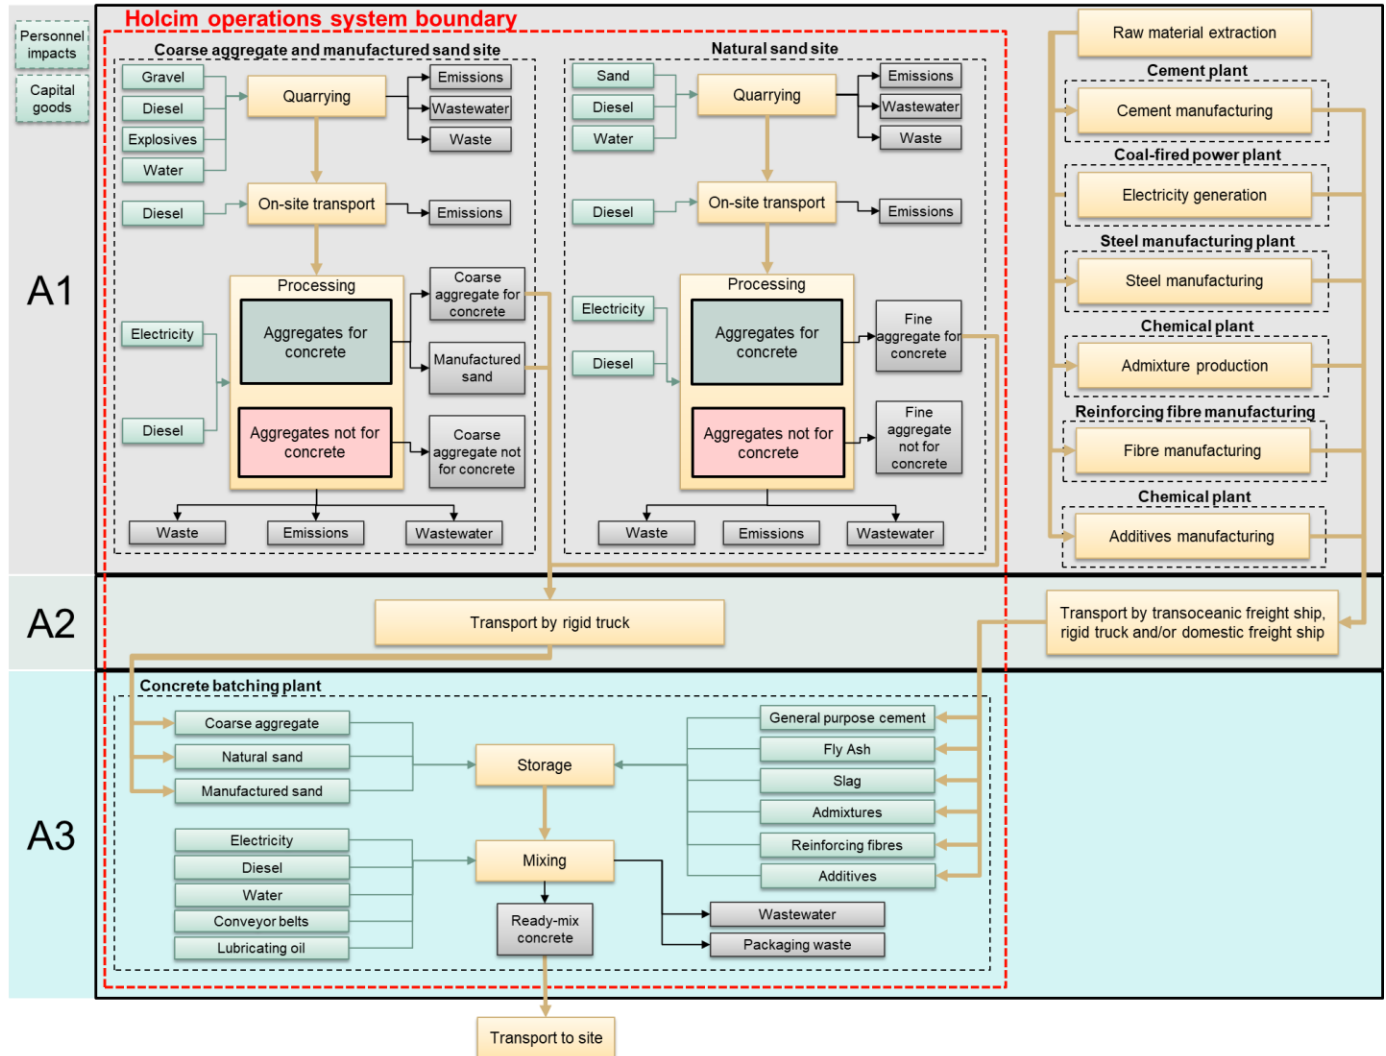 Holcim operations system boundary
Personnel
impacts
Capital
goods
A1
Coarse aggregate and manufactured sand site
Gravel
Diesel
Explosives
Water
Quarrying
Emissions
Wastewater
Waste
Diesel
On-site transport
Emissions
Processing
Electricity
Diesel
Aggregates for
concrete
Aggregates not for
concrete
Coarse
aggregate for
concrete
Manufactured
sand
Coarse
aggregate not
for concrete
Waste
Emissions
Wastewater
Natural sand site
Sand
Diesel
Water
Quarrying
Emissions
Wastewater
Waste
Diesel
On-site transport
Emissions
Processing
Electricity
Diesel
Aggregates for
concrete
Aggregates not for
concrete
Fine
aggregate for
concrete
Fine
aggregate
not for
concrete
Waste
Emissions
Wastewater
Raw material extraction
Cement plant
Cement manufacturing
Coal-fired power plant
Electricity generation
Steel manufacturing plant
Steel manufacturing
Chemical plant
Admixture production
Reinforcing fibre manufacturing
Fibre manufacturing
Chemical plant
Additives manufacturing
A2
Transport by rigid truck
Transport by transoceanic freight ship,
rigid truck and/or domestic freight ship
A3
Concrete batching plant
Coarse aggregate
Natural sand
Manufactured sand
Electricity
Diesel
Water
Conveyor belts
Lubricating oil
Storage
Mixing
Ready-mix
concrete
General purpose cement
Fly Ash
Slag
Admixtures
Reinforcing fibres
Additives
Wastewater
Packaging waste
Transport to site